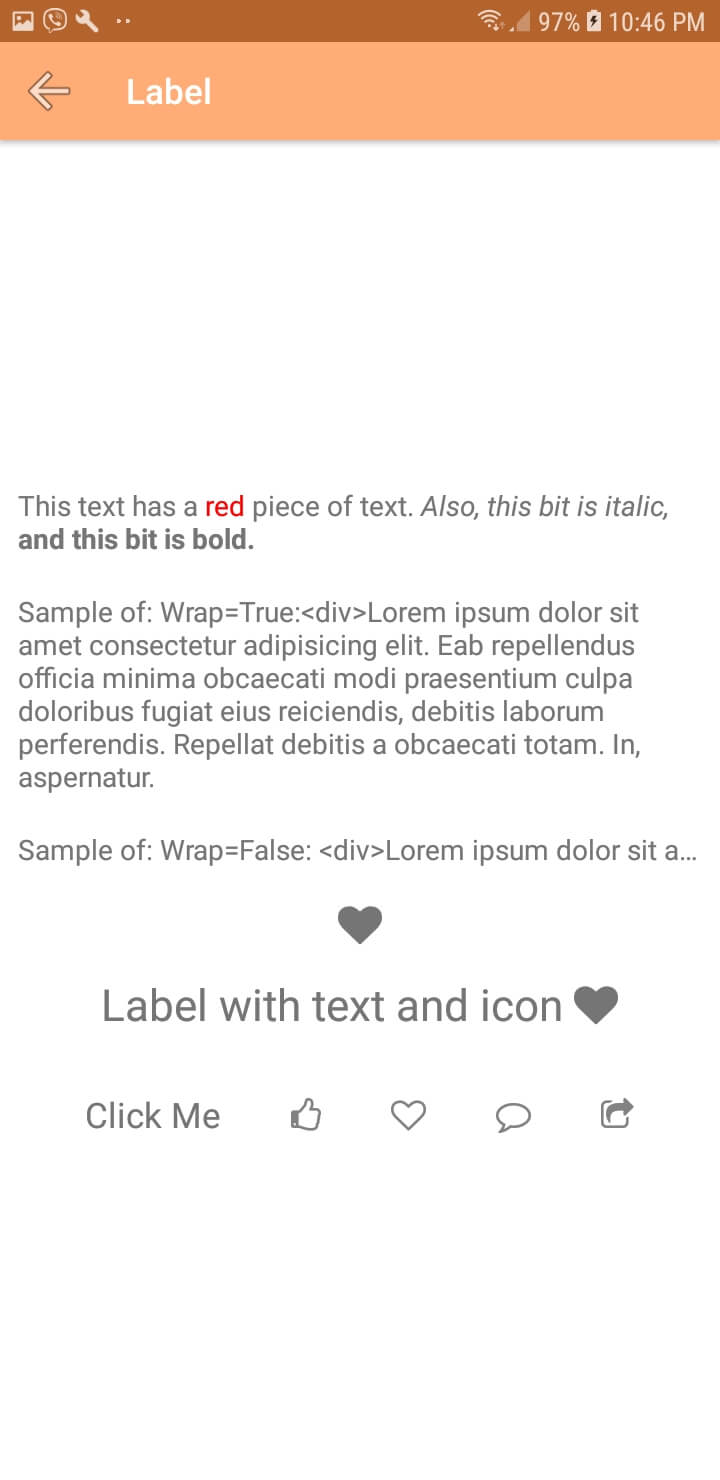 97% 10:46 PM
Label
This text has a red piece of text. Also, this bit is italic,
and this bit is bold.
Sample of: Wrap=True:<div>Lorem ipsum dolor sit
amet consectetur adipisicing elit. Eab repellendus
officia minima obcaecati modi praesentium culpa
doloribus fugiat eius reiciendis, debitis laborum
perferendis. Repellat debitis a obcaecati totam. In,
aspernatur.
Sample of: Wrap=False: <div>Lorem ipsum dolor sit a...
Label with text and icon
Click Me